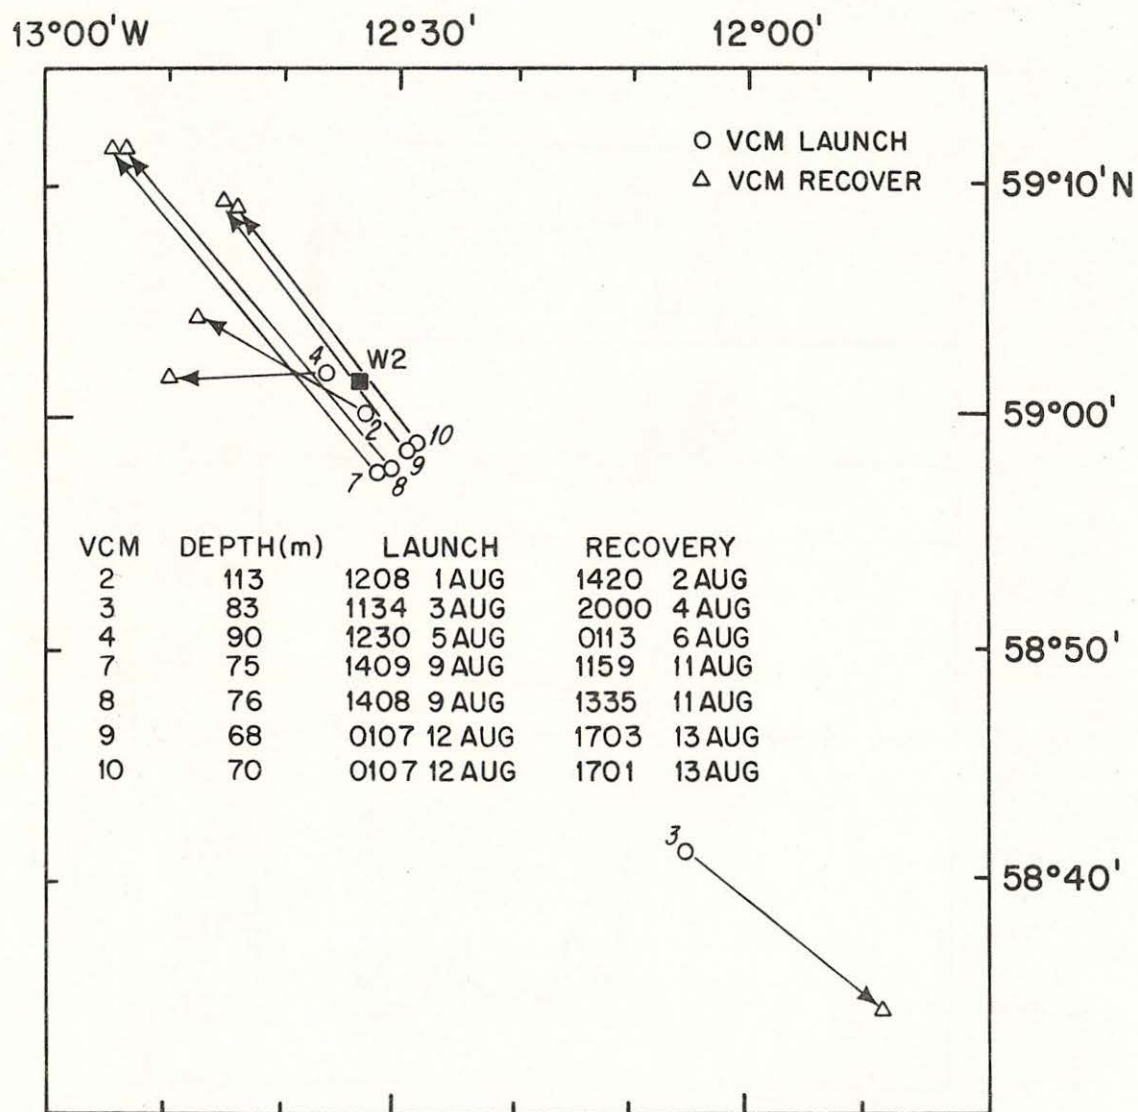 13°00'W 12°30' 12°00'
O VCM LAUNCH
△ VCM RECOVER
59°10'N
4 W2
59°00'
2 10
9
7 8
VCM DEPTH(m) LAUNCH RECOVERY
2 113 1208 1 AUG 1420 2 AUG
3 83 1134 3 AUG 2000 4 AUG
4 90 1230 5 AUG 0113 6 AUG
58°50'
7 75 1409 9 AUG 1159 11 AUG
8 76 1408 9 AUG 1335 11 AUG
9 68 0107 12 AUG 1703 13 AUG
10 70 0107 12 AUG 1701 13 AUG
3
58°40'